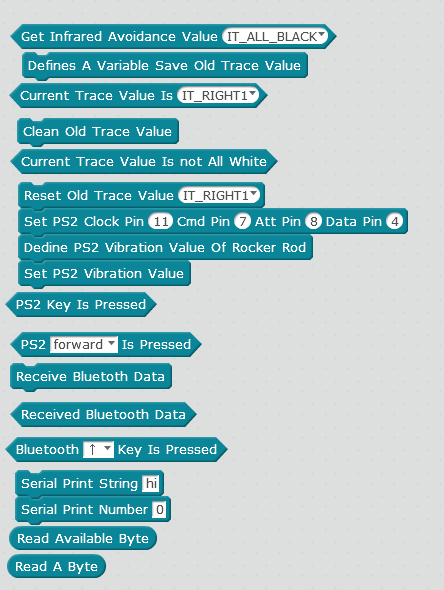 Get Infrared Avoidance Value IT_ALL_BLACK
Defines A Variable Save Old Trace Value
Current Trace Value Is IT_RIGHT1
Clean Old Trace Value
Current Trace Value Is not All White
Reset Old Trace Value IT_RIGHT1
Set PS2 Clock Pin 11 Cmd Pin 7 Att Pin 8 Data Pin 4
Dedine PS2 Vibration Value Of Rocker Rod
Set PS2 Vibration Value
PS2 Key Is Pressed
PS2 forward Is Pressed
Receive Bluetoth Data
Received Bluetooth Data
Bluetooth ↑ Key Is Pressed
Serial Print String hi
Serial Print Number 0
Read Available Byte
Read A Byte